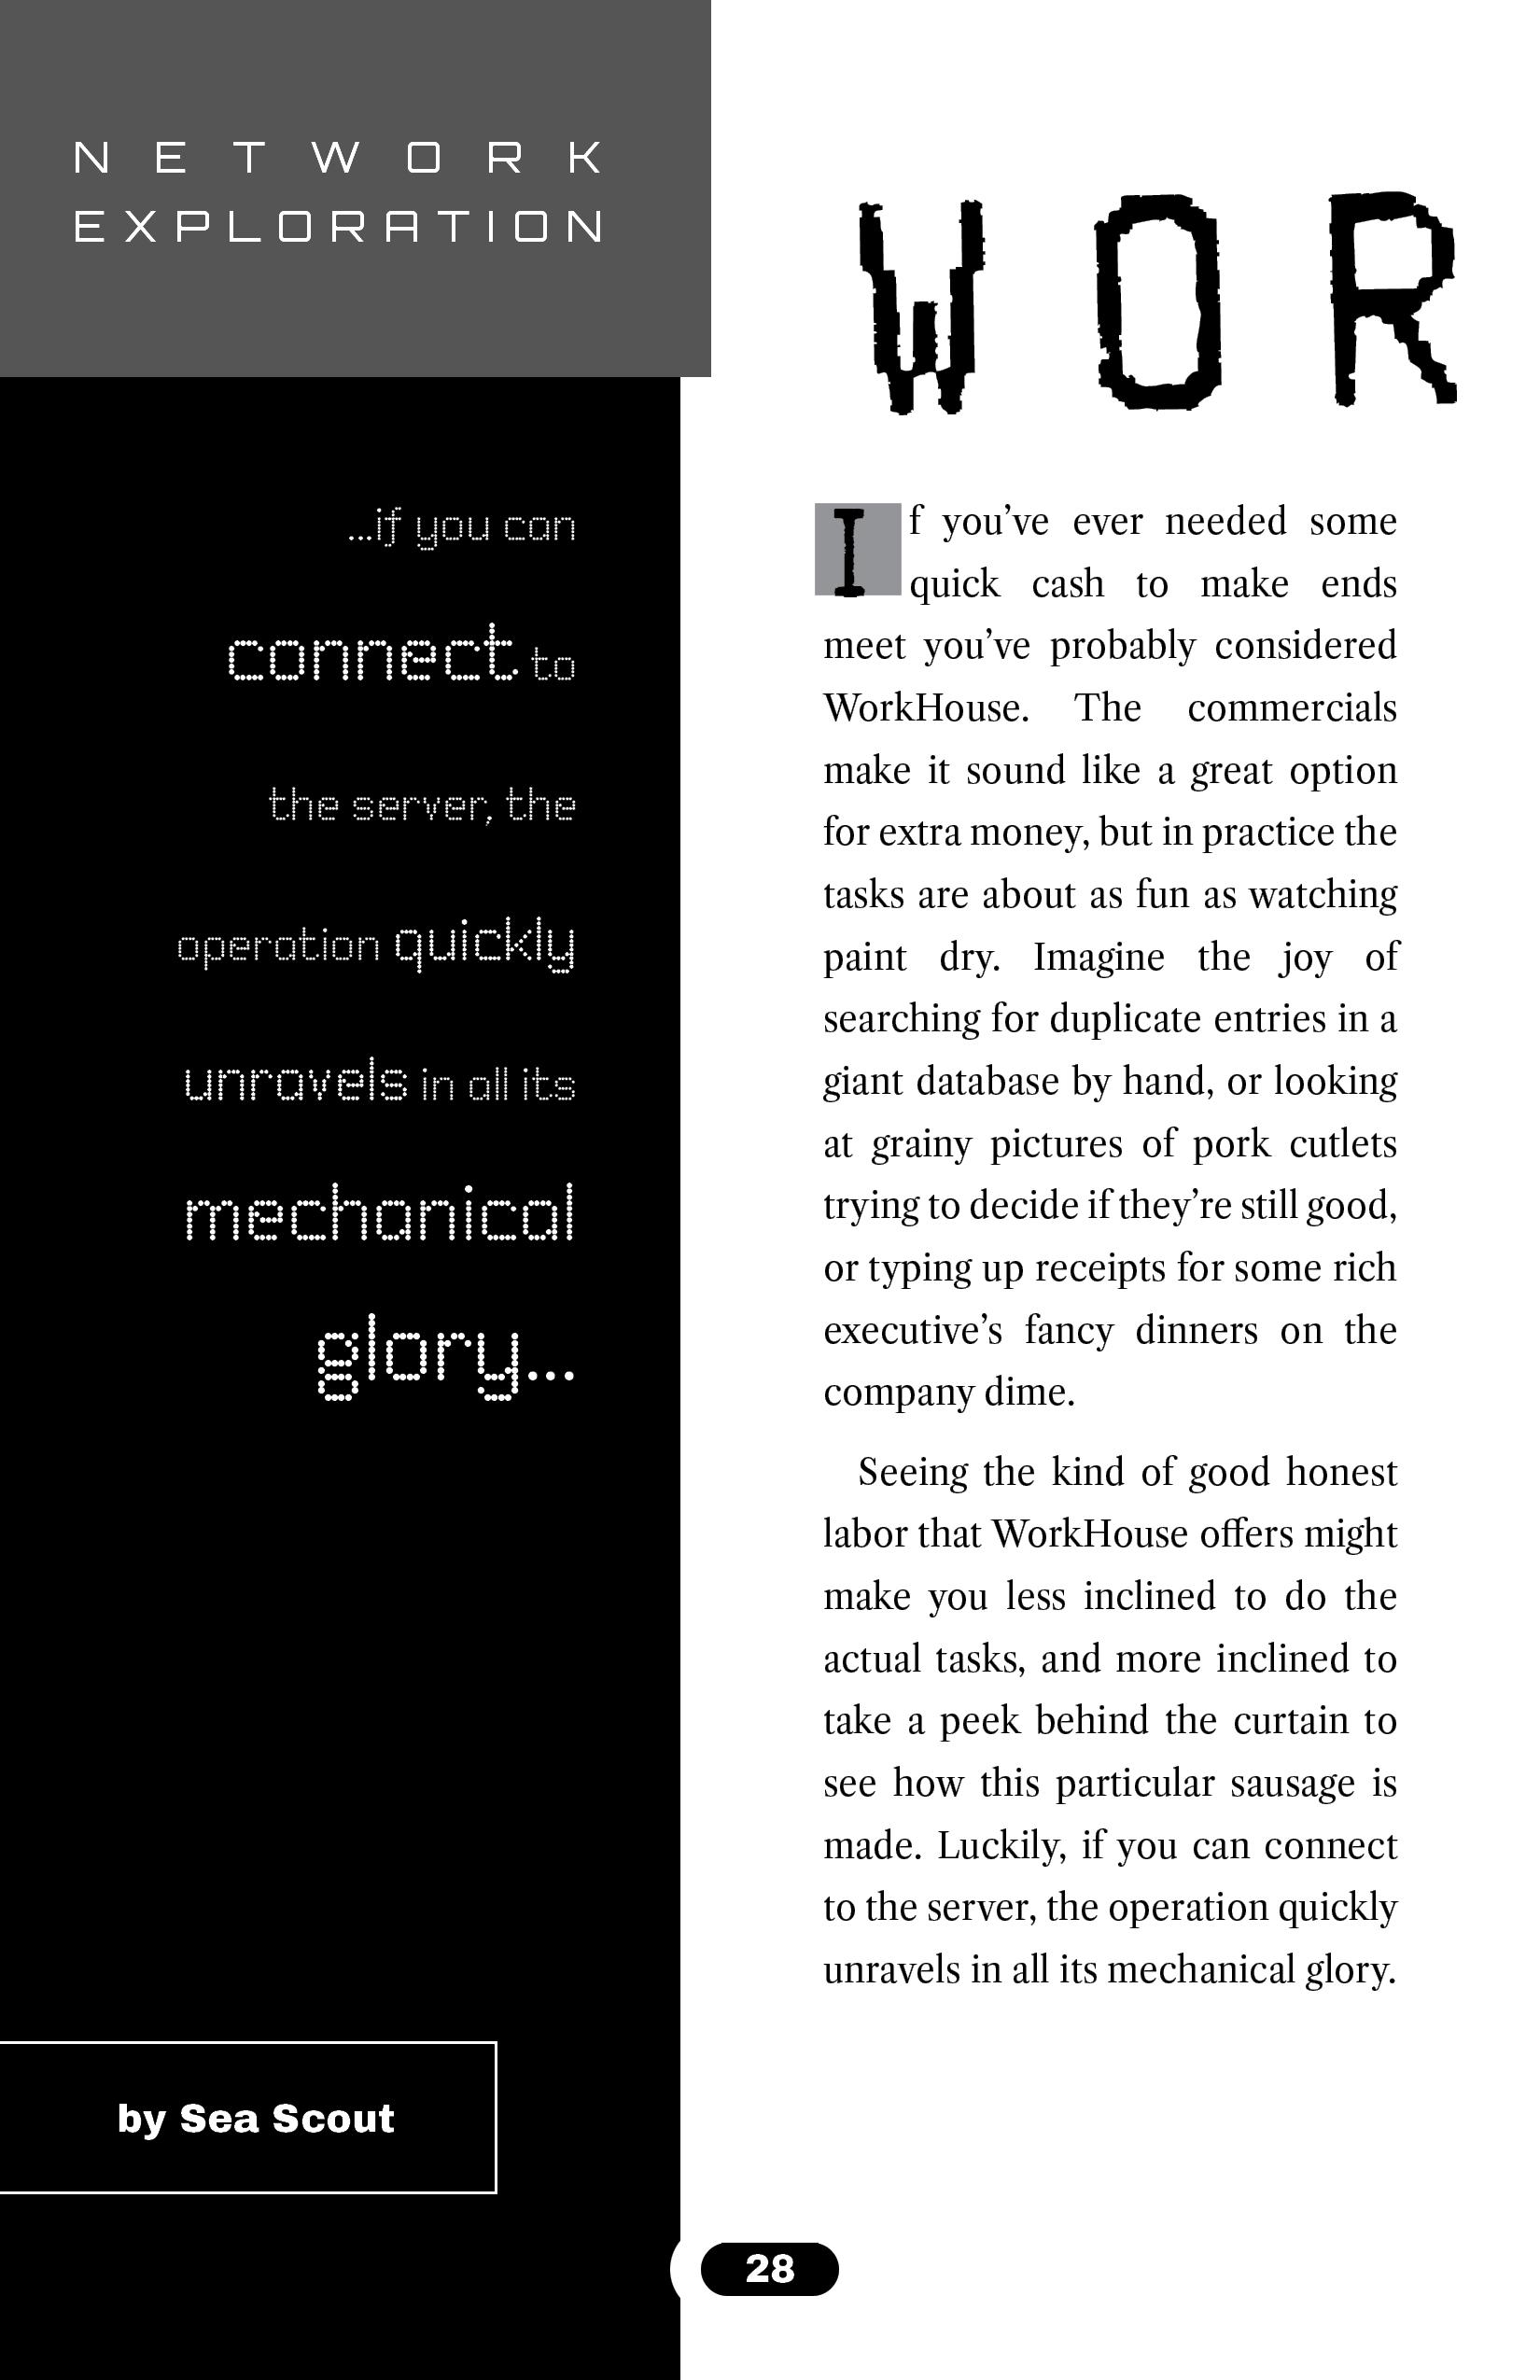 NETWORK
EXPLORATION
...if you can
connect to
the server, the
operation quickly
unravels in all its
mechanical
glory...
by Sea Scout
WOR
If you’ve ever needed some
quick cash to make ends
meet you’ve probably considered
WorkHouse. The commercials
make it sound like a great option
for extra money, but in practice the
tasks are about as fun as watching
paint dry. Imagine the joy of
searching for duplicate entries in a
giant database by hand, or looking
at grainy pictures of pork cutlets
trying to decide if they’re still good,
or typing up receipts for some rich
executive’s fancy dinners on the
company dime.
Seeing the kind of good honest
labor that WorkHouse offers might
make you less inclined to do the
actual tasks, and more inclined to
take a peek behind the curtain to
see how this particular sausage is
made. Luckily, if you can connect
to the server, the operation quickly
unravels in all its mechanical glory.
28